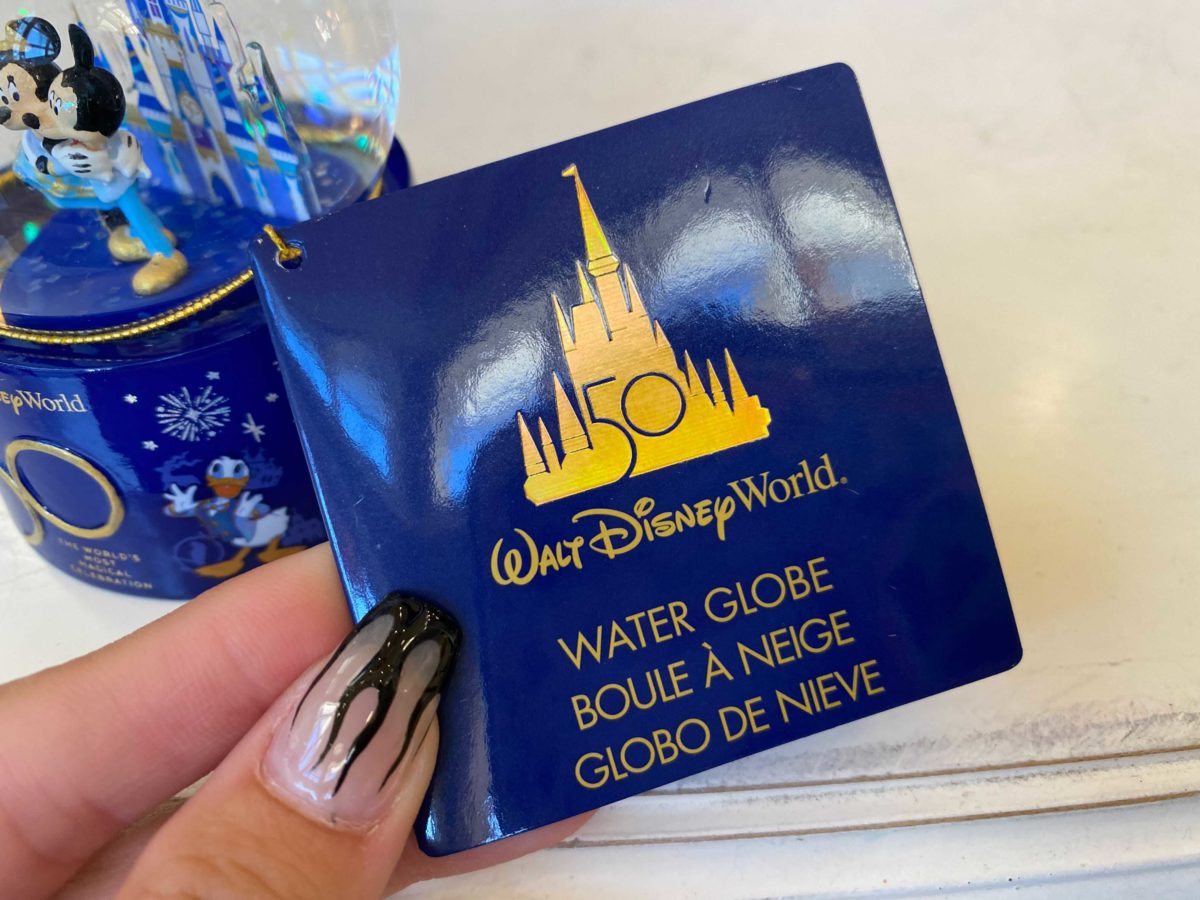 50
Walt Disney World.
WATER GLOBE
BOULE À NEIGE
GLOBO DE NIEVE
World
THE WORLD'S
MOST
MAGICAL
CELEBRATION